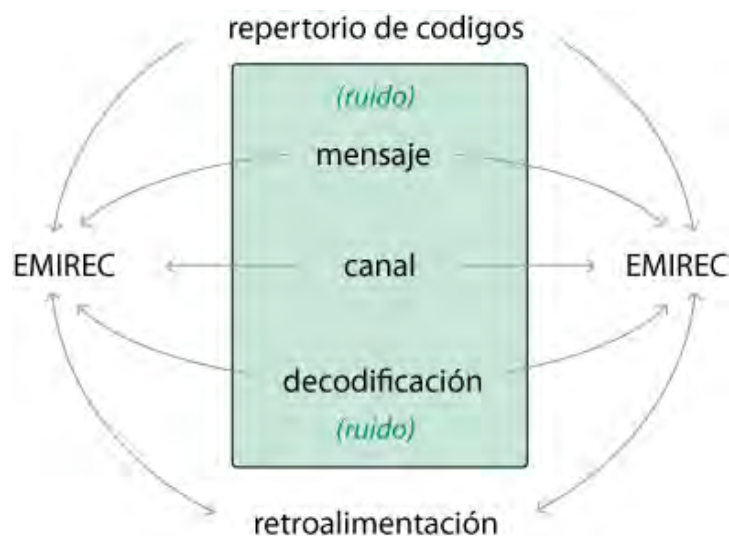 repertorio de codigos
(ruido)
mensaje
EMIREC
canal
EMIREC
decodificación
(ruido)
retroalimentación